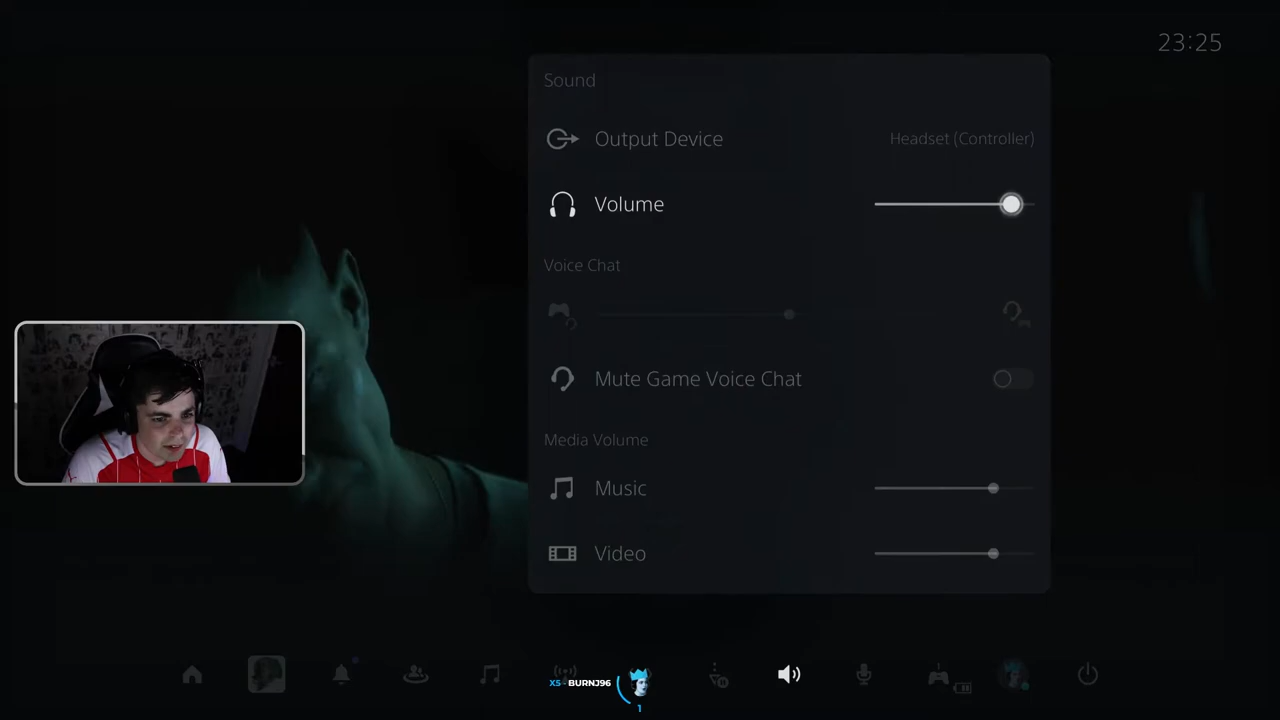 23:25
Sound
Output Device
Headset (Controller)
Volume
Voice Chat
Mute Game Voice Chat
Media Volume
Music
Video
X5 - BURNJ96
1